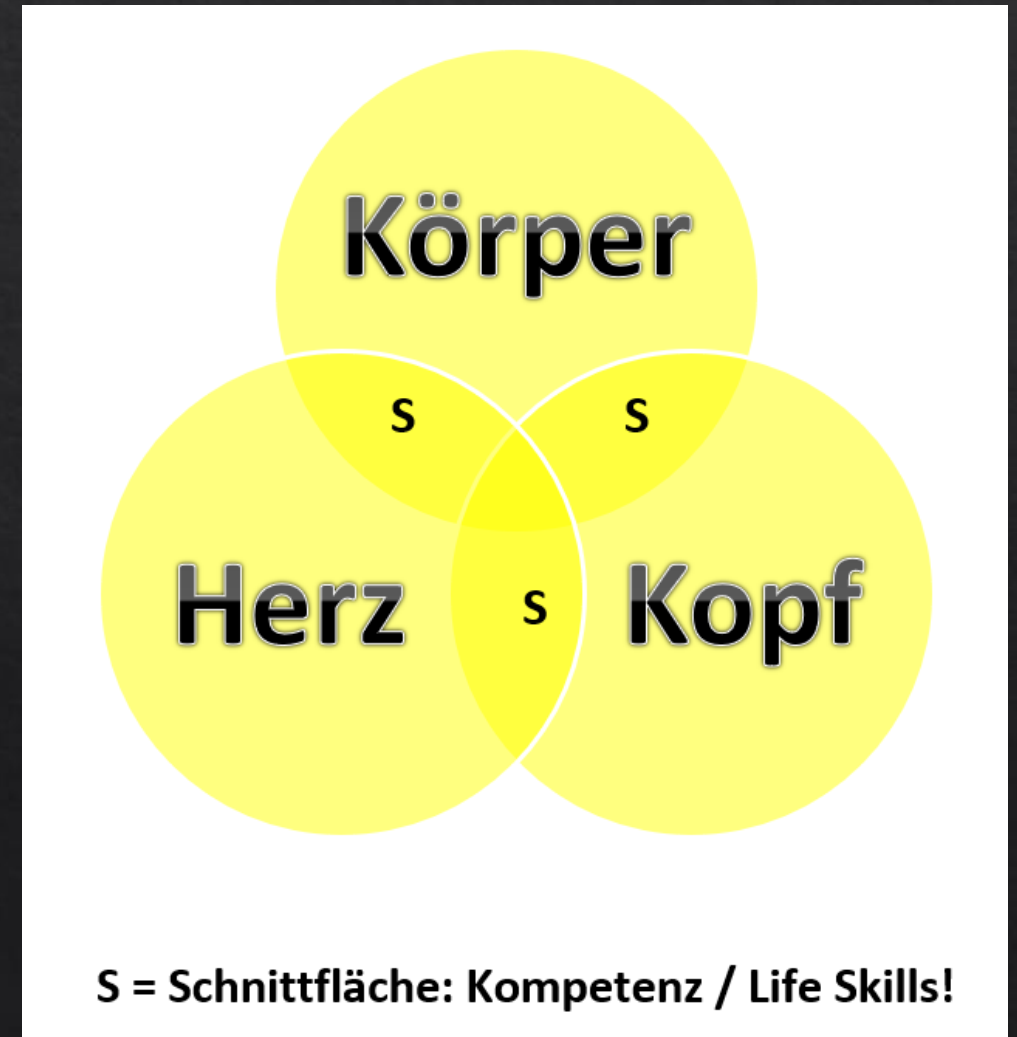 Körper
S
S
Herz
S
Kopf
S = Schnittfläche: Kompetenz / Life Skills!